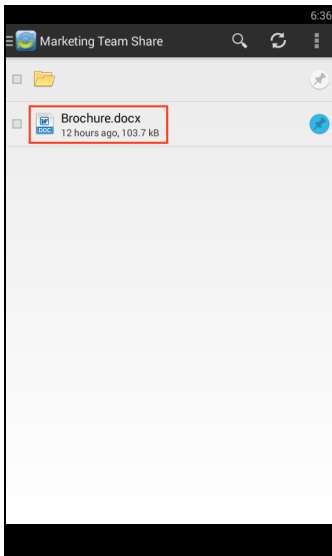 6:36
Marketing Team Share
Brochure.docx
DOC
12 hours ago, 103.7 kB